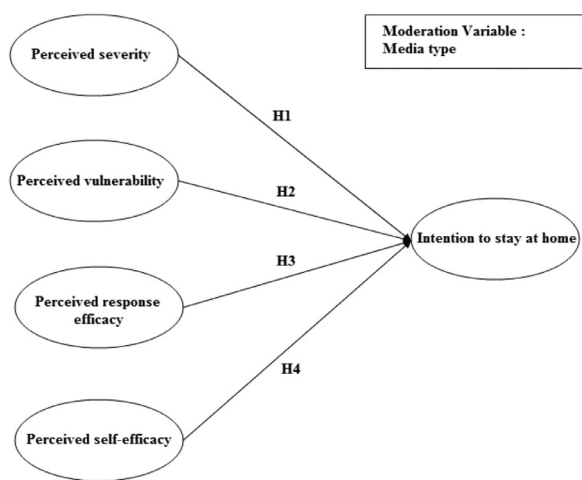 Moderation Variable :
Media type
Perceived severity
H1
Perceived vulnerability
H2
Intention to stay at home
H3
Perceived response
efficacy
H4
Perceived self-efficacy